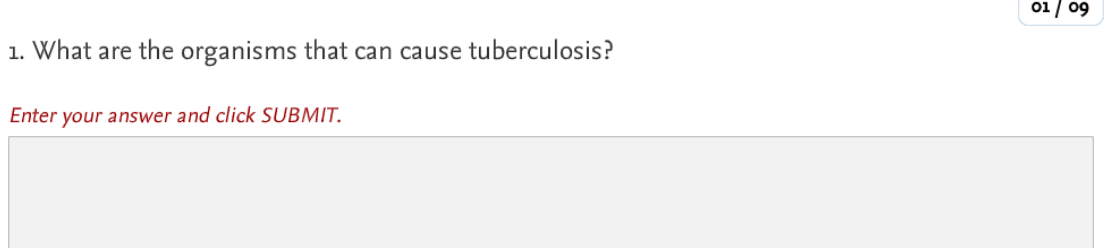 01 / 09
1. What are the organisms that can cause tuberculosis?
Enter your answer and click SUBMIT.